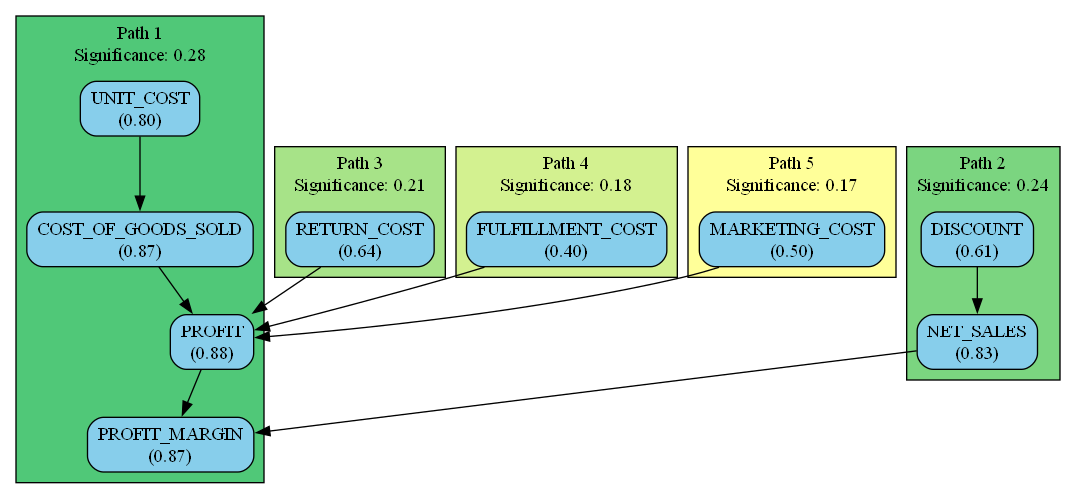 Path 1
Significance: 0.28
UNIT_COST
(0.80)
COST_OF_GOODS_SOLD
(0.87)
PROFIT
(0.88)
PROFIT_MARGIN
(0.87)
Path 3
Significance: 0.21
RETURN_COST
(0.64)
Path 4
Significance: 0.18
FULFILLMENT_COST
(0.40)
Path 5
Significance: 0.17
MARKETING_COST
(0.50)
Path 2
Significance: 0.24
DISCOUNT
(0.61)
NET_SALES
(0.83)